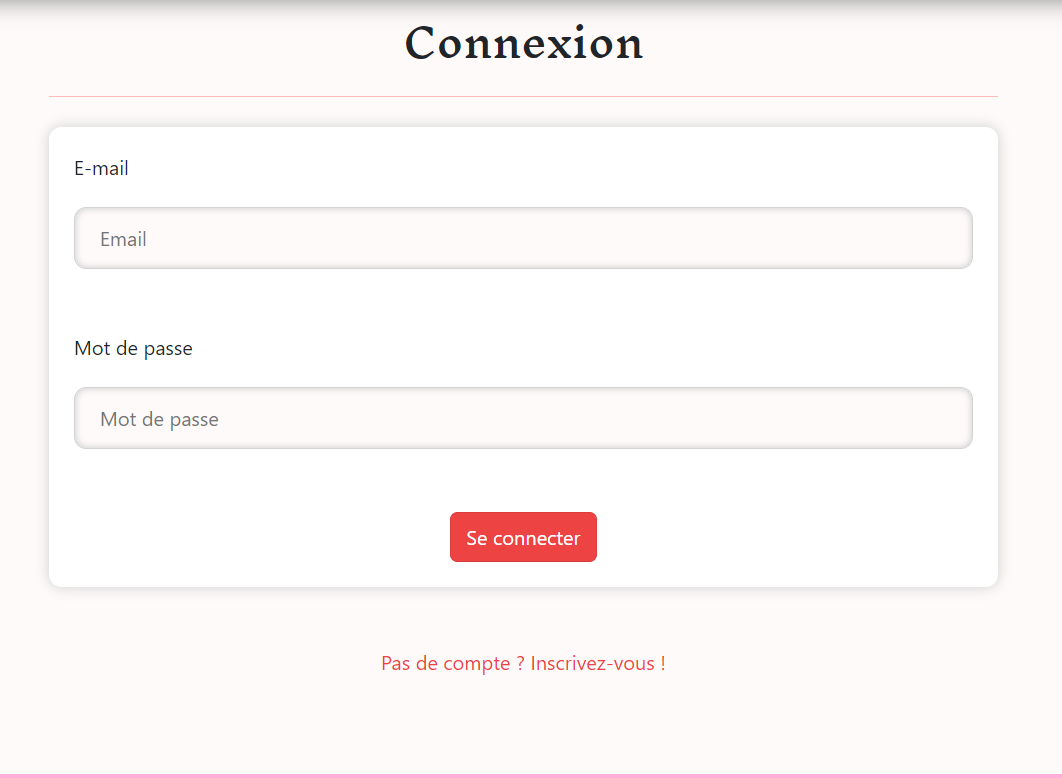 Connexion
E-mail
Email
Mot de passe
Mot de passe
Se connecter
Pas de compte ? Inscrivez-vous !